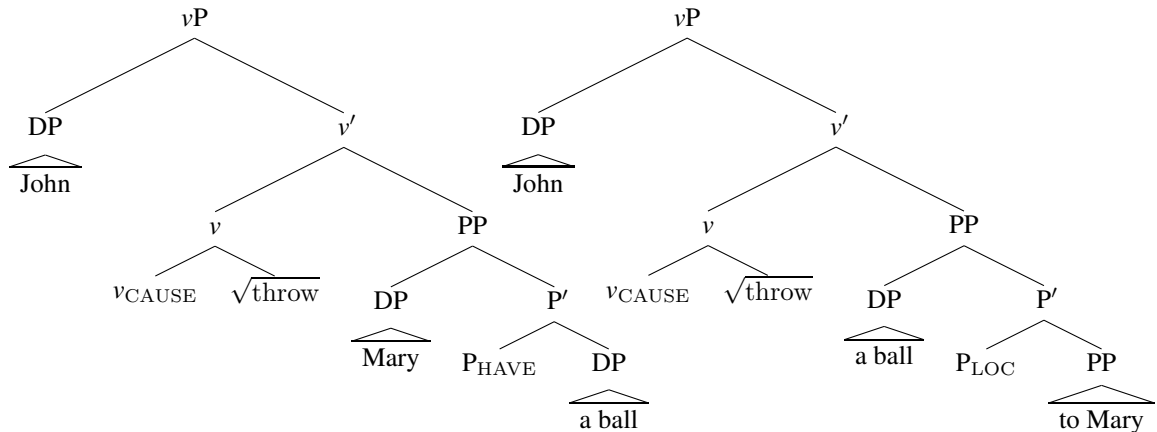 vP vP
DP v′ DP v′
John John
v PP v PP
vCAUSE √throw DP P′ vCAUSE √throw DP P′
Mary PHAVE DP a ball PLOC PP
a ball to Mary